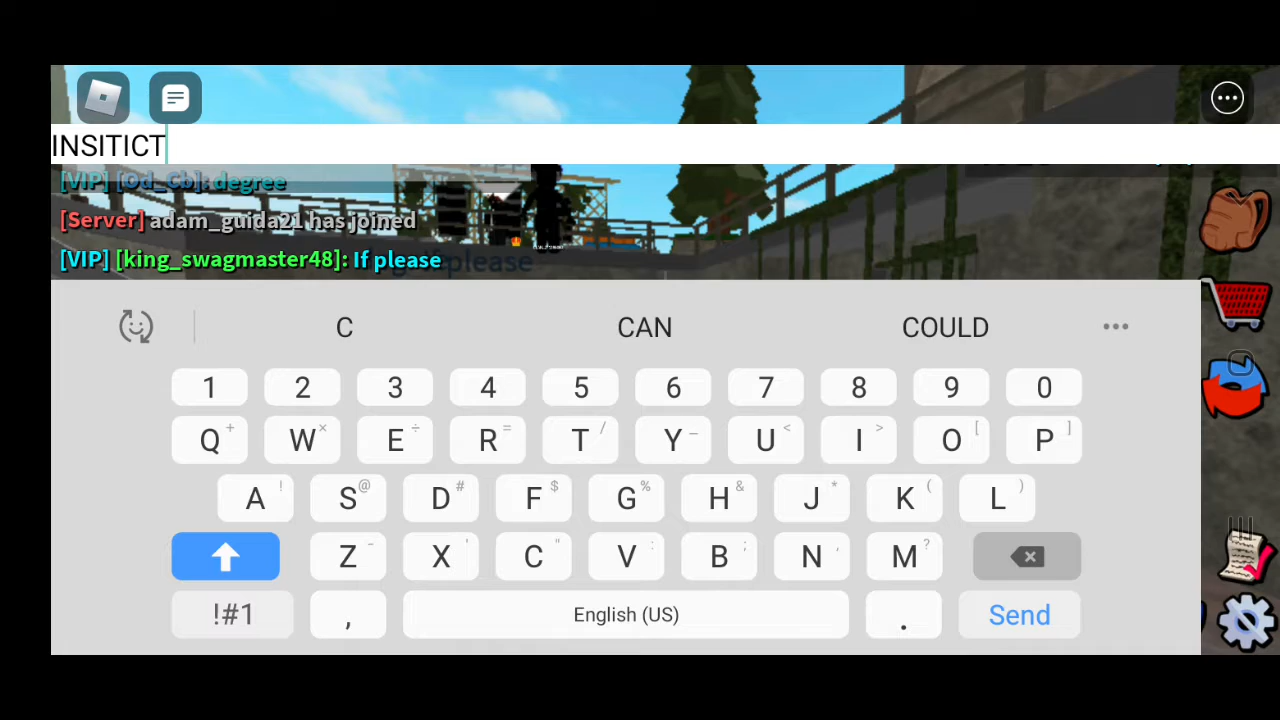 INSITICT
[VIP] [Od_Cb]: degree
[Server] adam_guida21 has joined
[VIP] [king_swagmaster48]: If please
C CAN COULD
1 2 3 4 5 6 7 8 9 0
Q + W × E ÷ R = T / Y _ U < I > O [ P ]
A ! S @ D # F $ G % H & J * K ( L )
Z - X ' C " V : B ; N , M ?
!#1 , English (US) . Send